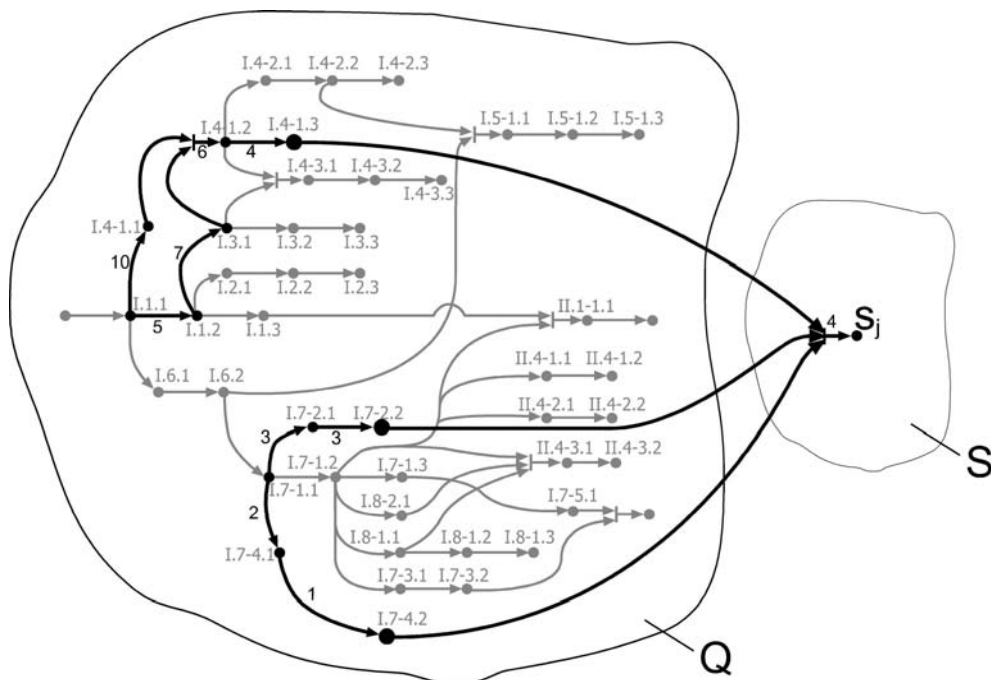 I.4-2.1 I.4-2.2 I.4-2.3
I.5-1.1 I.5-1.2 I.5-1.3
I.4-1.2 I.4-1.3
6 4
I.4-3.1 I.4-3.2
I.4-3.3
I.4-1.1
I.3.1 I.3.2 I.3.3
10 7
I.2.1 I.2.2 I.2.3
I.1.1
5 I.1.2 I.1.3
II.1-1.1
4 Sj
II.4-1.1 II.4-1.2
I.6.1 I.6.2
II.4-2.1 II.4-2.2
I.7-2.1 I.7-2.2
3 3
II.4-3.1 II.4-3.2
I.7-1.2 I.7-1.3
I.7-1.1
S
I.8-2.1 I.7-5.1
2
I.8-1.1 I.8-1.2 I.8-1.3
I.7-4.1
I.7-3.1 I.7-3.2
1
I.7-4.2
Q